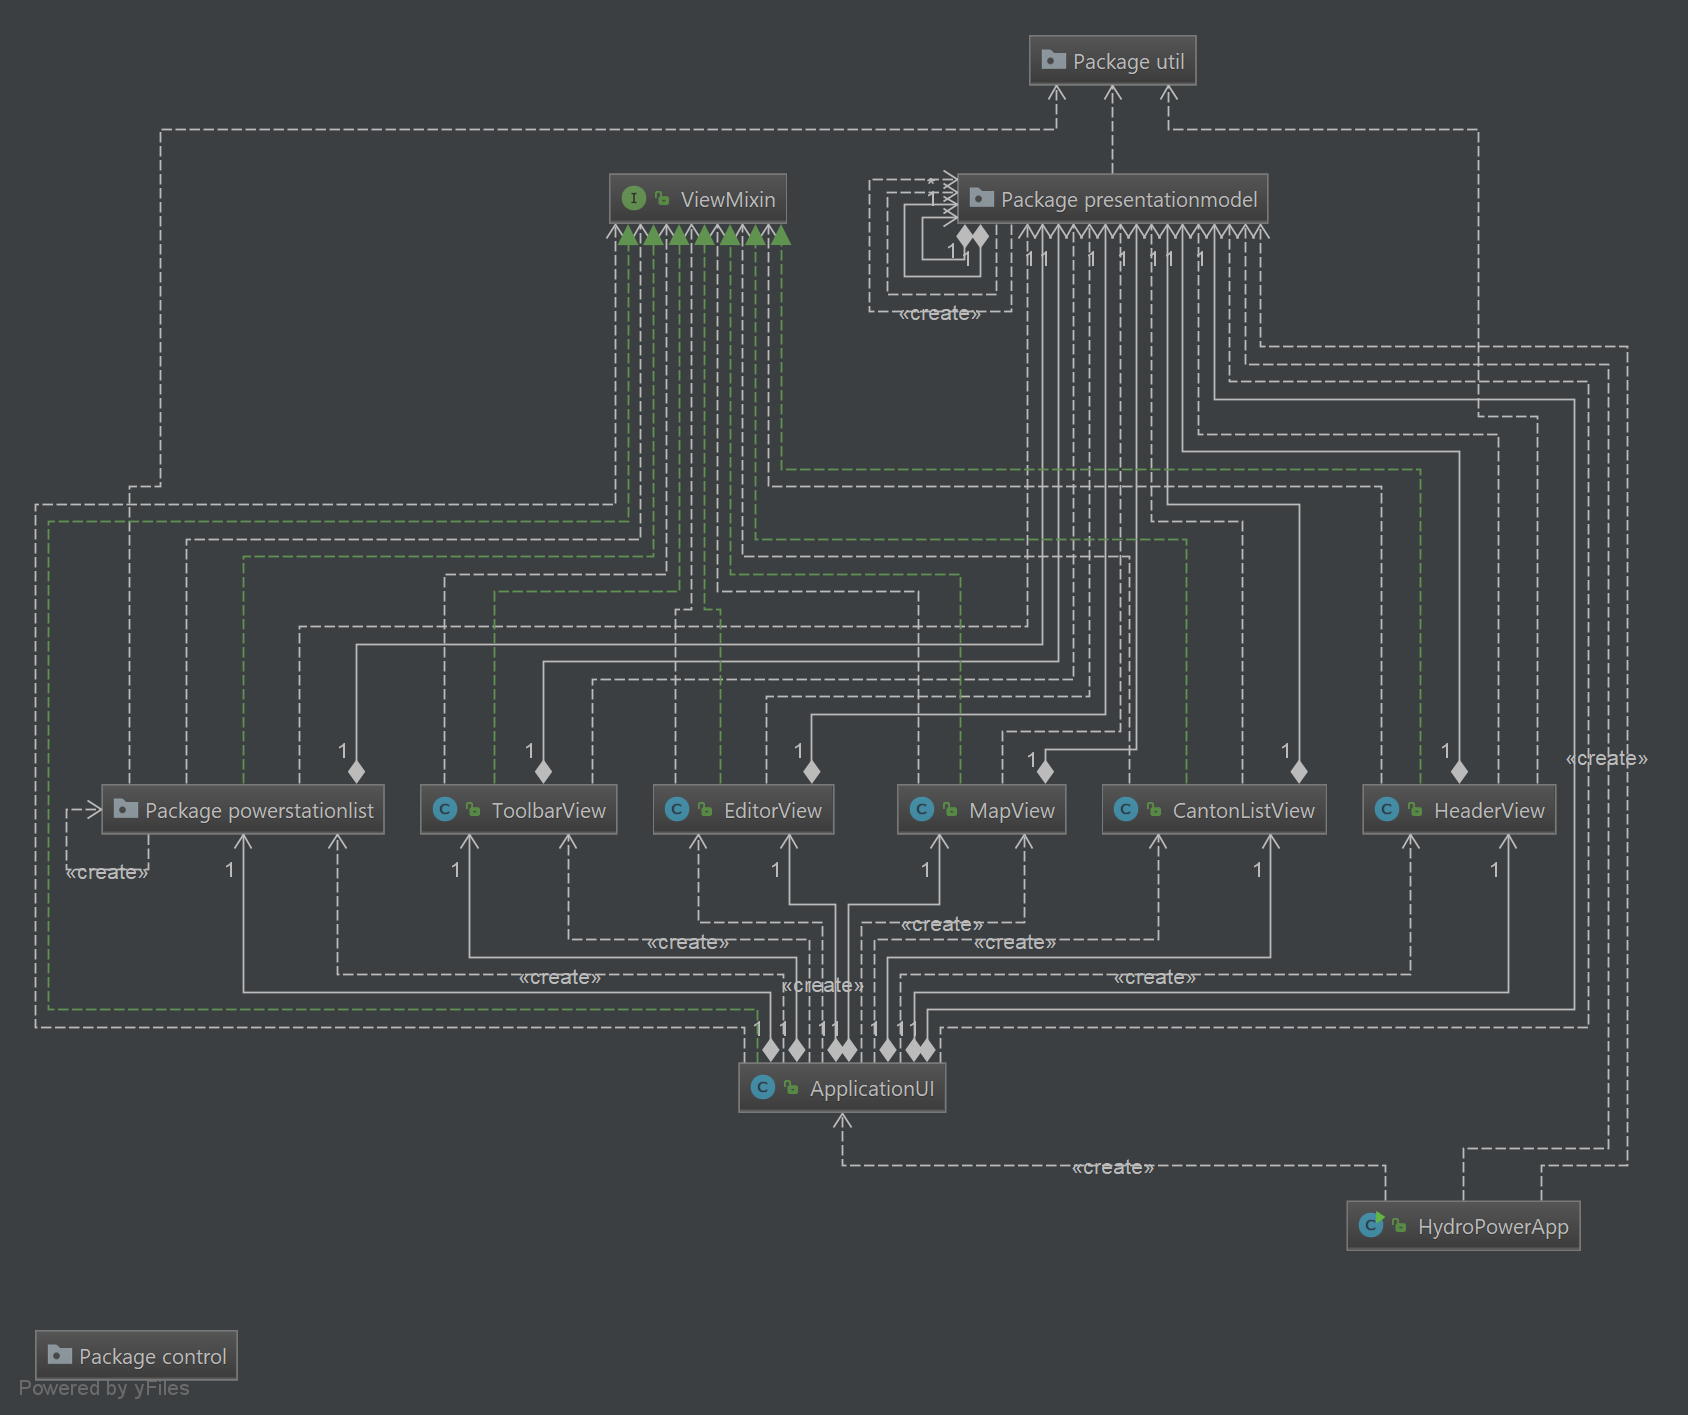 Package util
I ViewMixin
Package presentationmodel
*
1
1
1
1
1
1
1
1
1
1
«create»
«create»
1
1
1
1
1
1
Package powerstationlist
C ToolbarView
C EditorView
C MapView
C CantonListView
C HeaderView
«create»
1
1
1
1
1
1
«create»
«create»
«create»
«create»
«create»
«create»
1
1
1
1
1
1
1
C ApplicationUI
«create»
C HydroPowerApp
Package control
Powered by yFiles